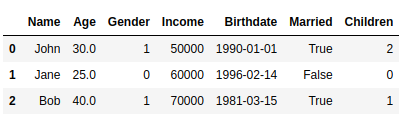 Name Age Gender Income Birthdate Married Children
0 John 30.0 1 50000 1990-01-01 True 2
1 Jane 25.0 0 60000 1996-02-14 False 0
2 Bob 40.0 1 70000 1981-03-15 True 1